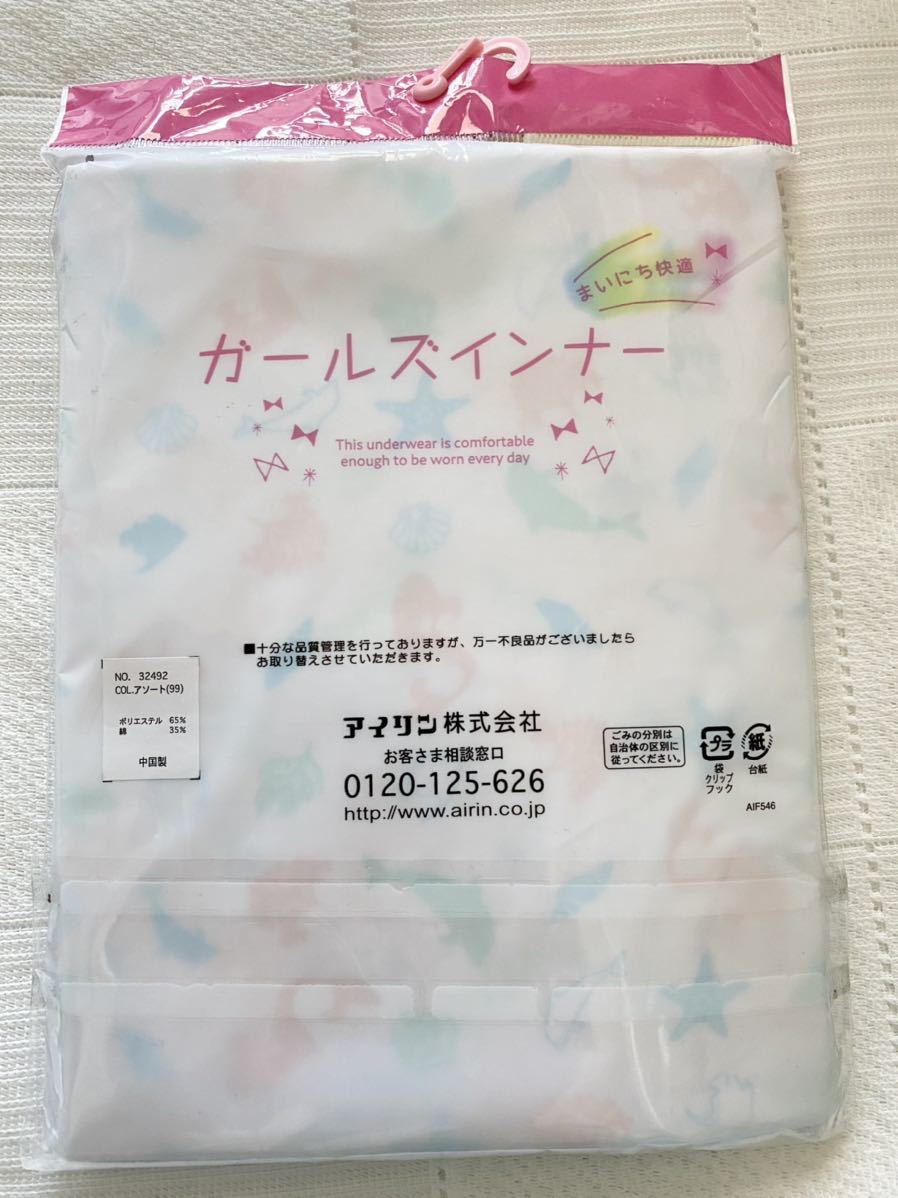 まいにち快適
ガールズインナー
This underwear is comfortable
enough to be worn every day
■十分な品質管理を行っておりますが、万一不良品がございましたら
お取り替えさせていただきます。
NO. 32492
COL.アソート(99)
ポリエステル 65%
綿 35%
中国製
アイリン株式会社
お客さま相談窓口
0120-125-626
http://www.airin.co.jp
ごみの分別は
自治体の区別に
従ってください。
プラ
袋
クリップ
フック
紙
台紙
AIF546